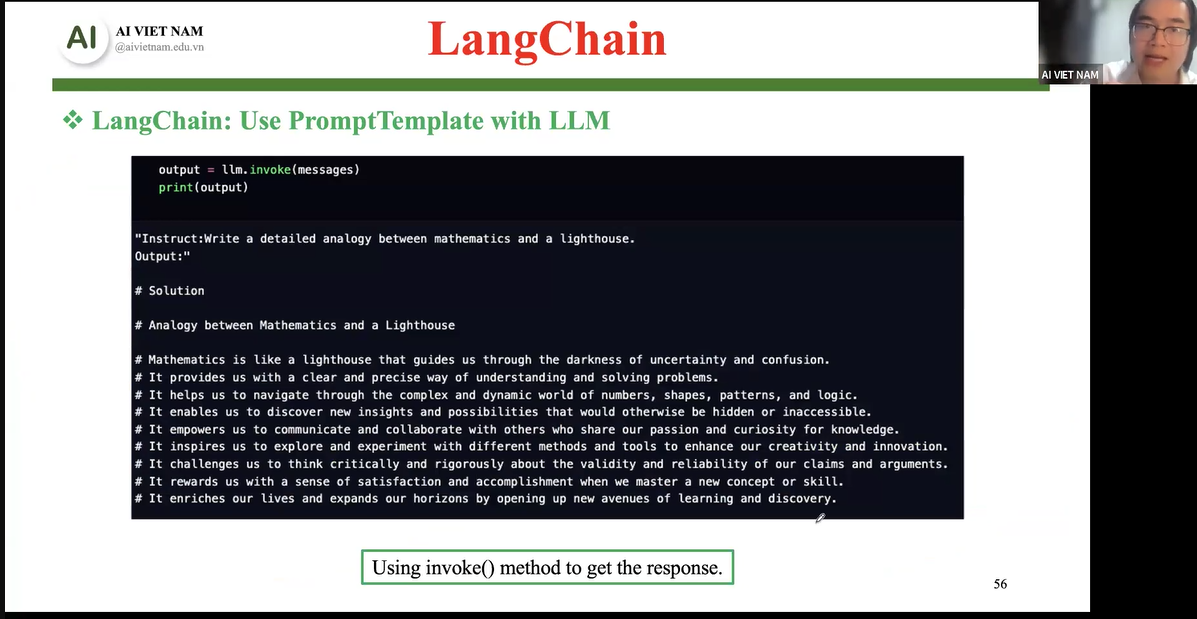 AI
AI VIET NAM
@aivietnam.edu.vn
LangChain
AI VIET NAM
❖ LangChain: Use PromptTemplate with LLM
output = llm.invoke(messages)
print(output)
"Instruct:Write a detailed analogy between mathematics and a lighthouse.
Output:"
# Solution
# Analogy between Mathematics and a Lighthouse
# Mathematics is like a lighthouse that guides us through the darkness of uncertainty and confusion.
# It provides us with a clear and precise way of understanding and solving problems.
# It helps us to navigate through the complex and dynamic world of numbers, shapes, patterns, and logic.
# It enables us to discover new insights and possibilities that would otherwise be hidden or inaccessible.
# It empowers us to communicate and collaborate with others who share our passion and curiosity for knowledge.
# It inspires us to explore and experiment with different methods and tools to enhance our creativity and innovation.
# It challenges us to think critically and rigorously about the validity and reliability of our claims and arguments.
# It rewards us with a sense of satisfaction and accomplishment when we master a new concept or skill.
# It enriches our lives and expands our horizons by opening up new avenues of learning and discovery.
Using invoke() method to get the response.
56